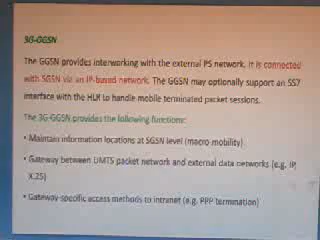 3G-GGSN
The GGSN provides interworking with the external PS network. It is connected
with SGSN via an IP-based network. The GGSN may optionally support an SS7
interface with the HLR to handle mobile terminated packet sessions.
The 3G-GGSN provides the following functions:
• Maintain information locations at SGSN level (macro-mobility)
• Gateway between UMTS packet network and external data networks (e.g. IP,
X.25)
• Gateway-specific access methods to intranet (e.g. PPP termination)